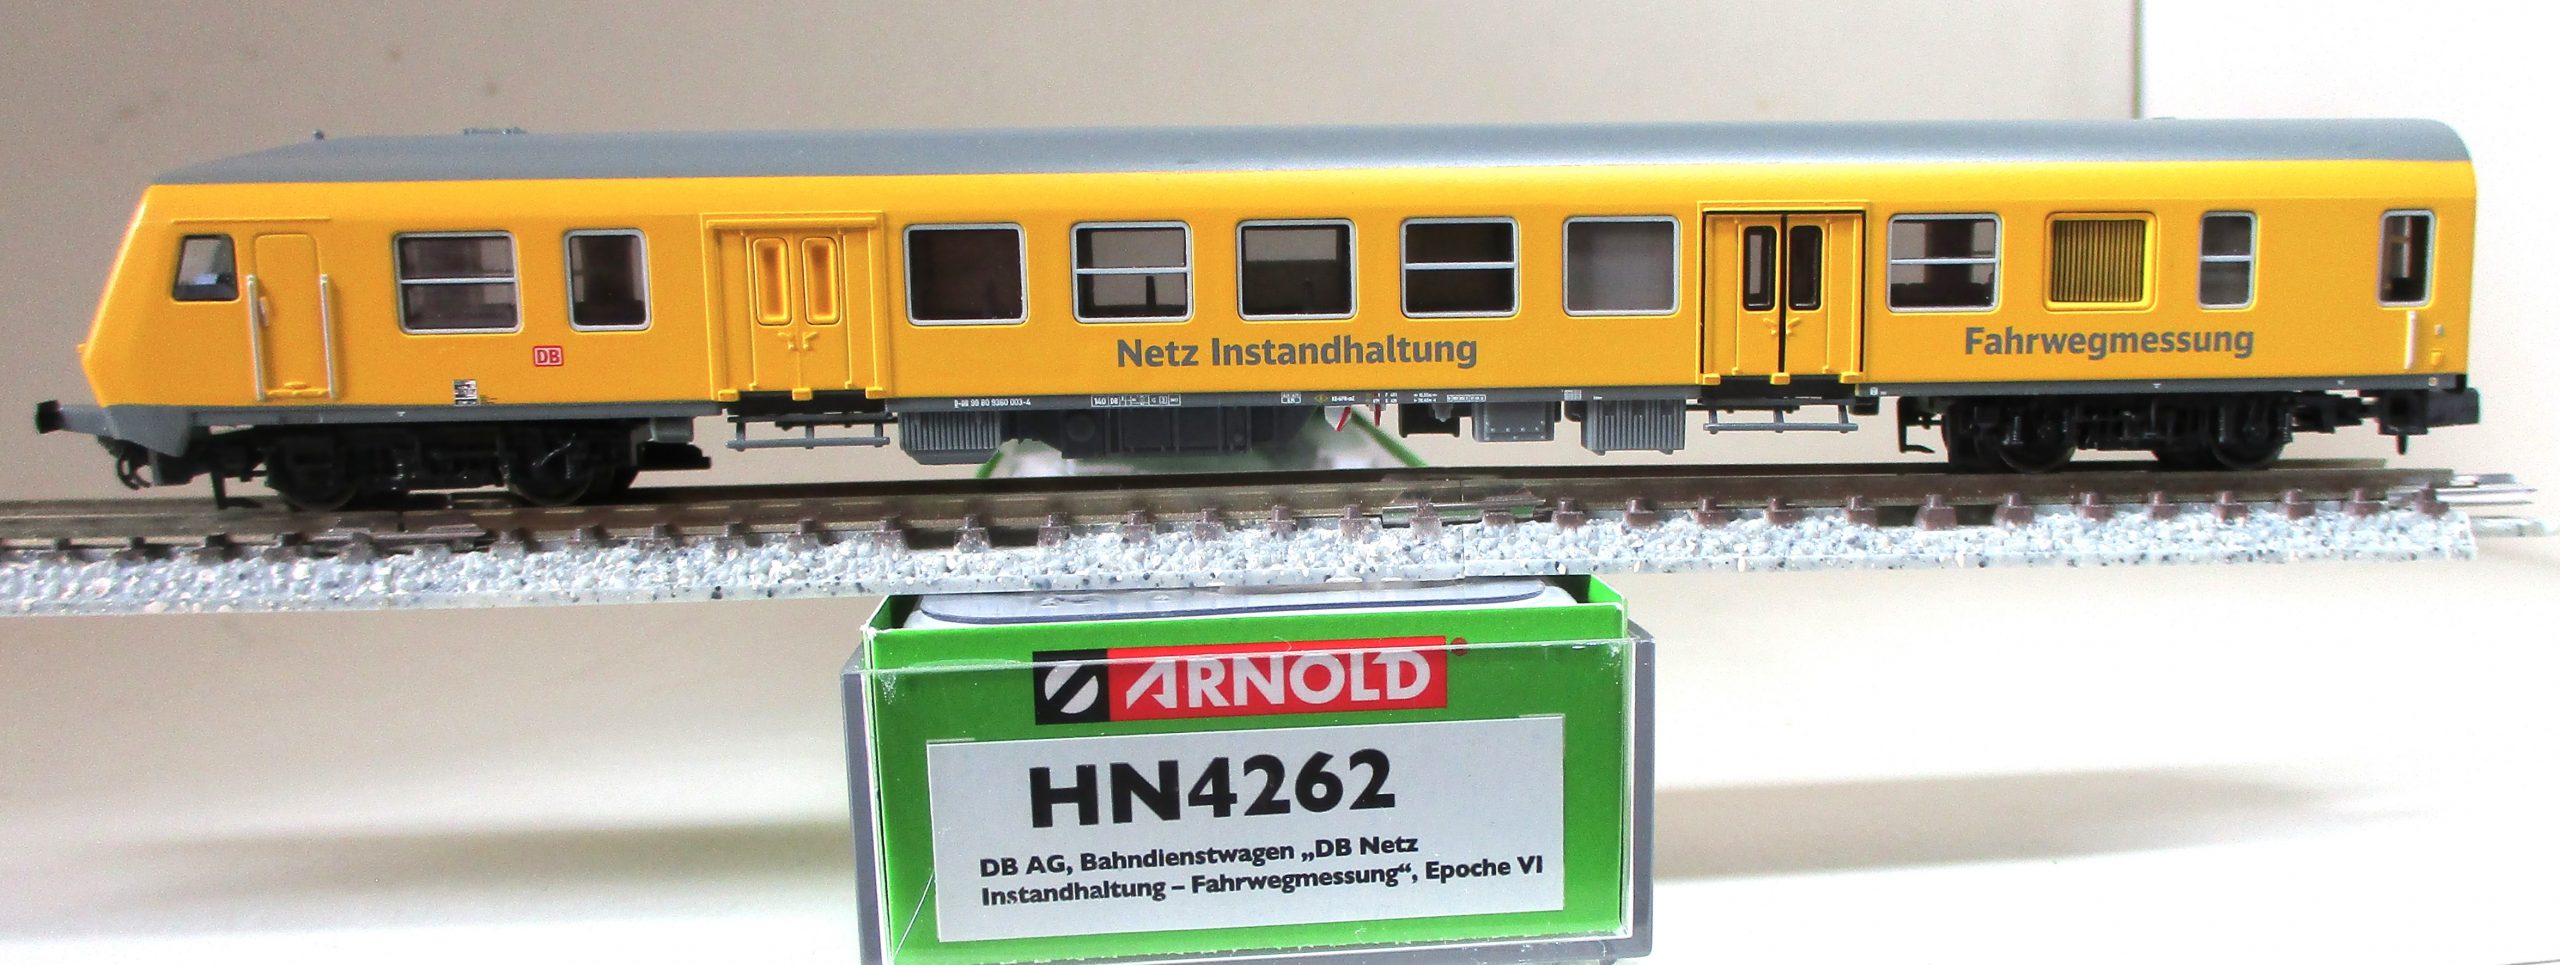 DB
Netz Instandhaltung
Fahrwegmessung
ARNOLD
HN4262
DB AG, Bahndienstwagen „DB Netz
Instandhaltung – Fahrwegmessung“, Epoche VI